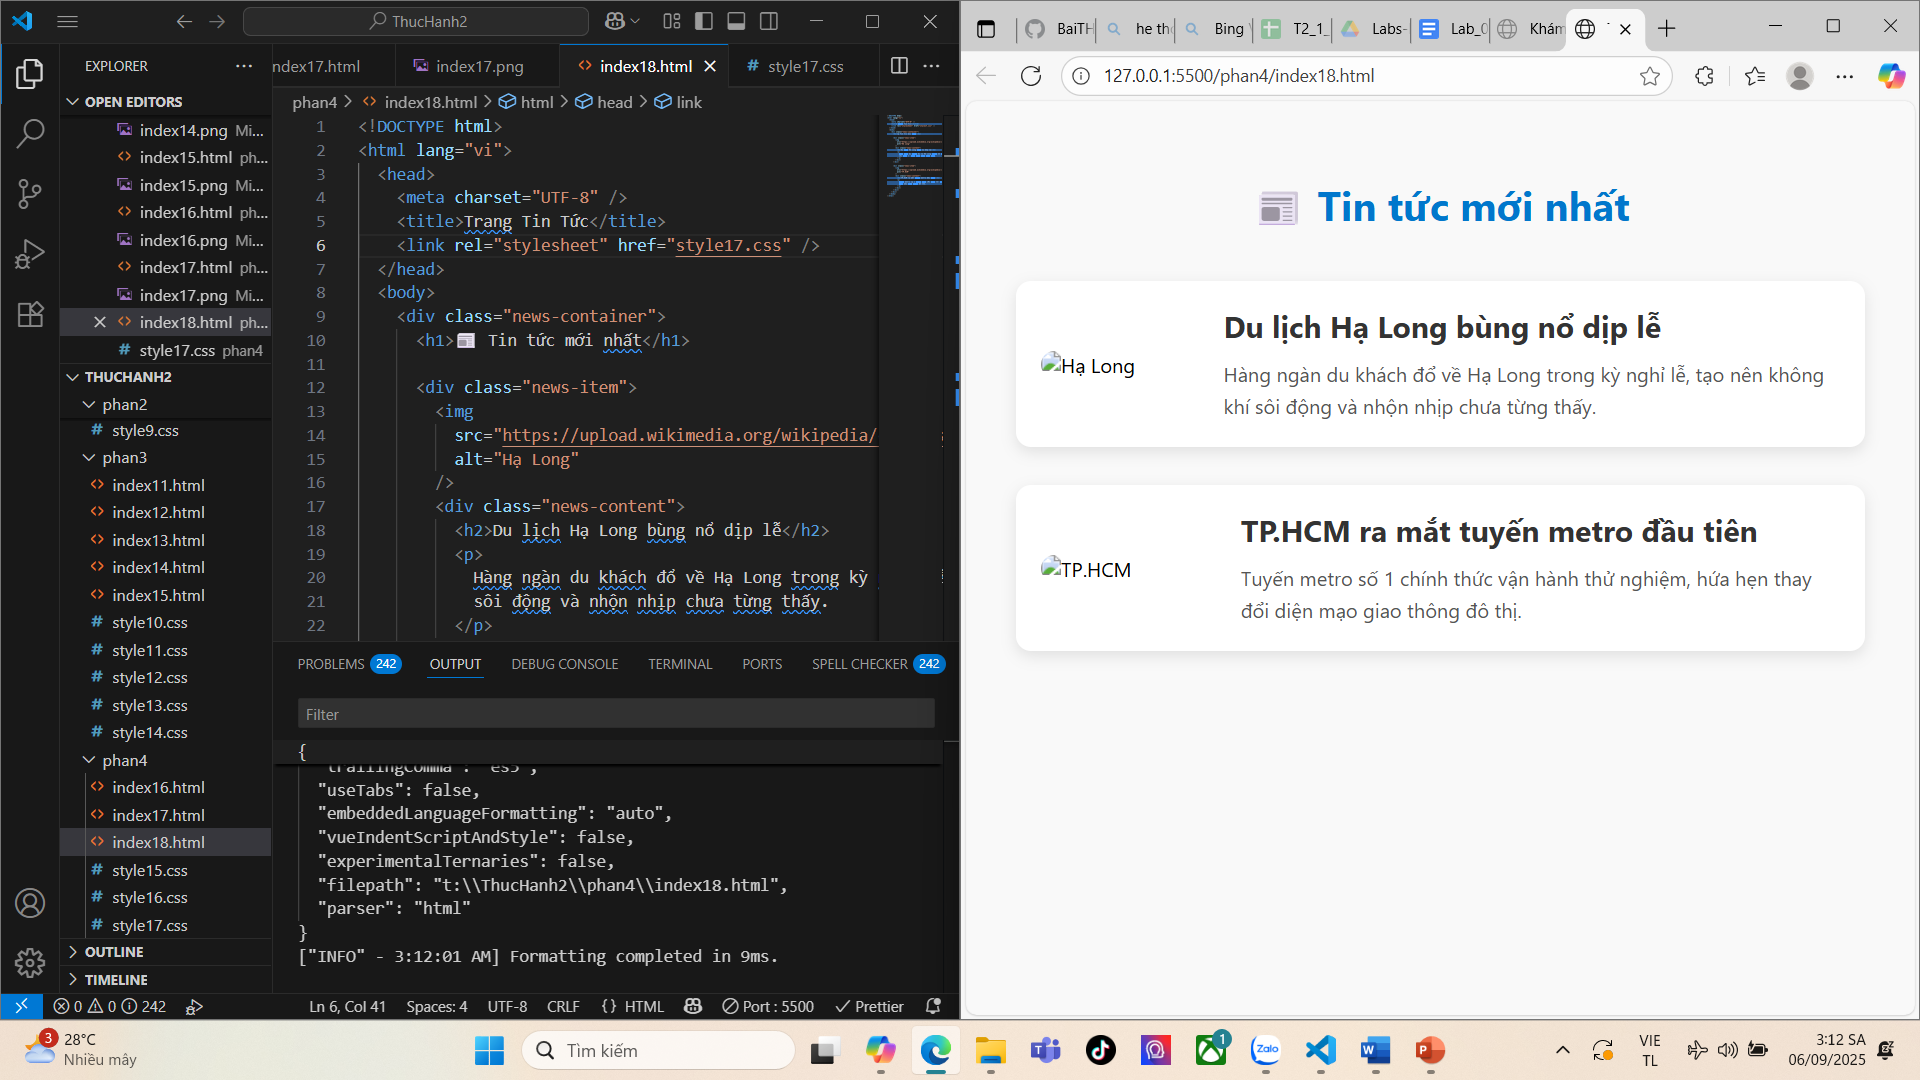 ThucHanh2
EXPLORER
OPEN EDITORS
index14.png Mi...
index15.html ph...
index15.png Mi...
index16.html ph...
index16.png Mi...
index17.html ph...
index17.png Mi...
index18.html ph...
style17.css phan4
THUCHANH2
phan2
style9.css
phan3
index11.html
index12.html
index13.html
index14.html
index15.html
style10.css
style11.css
style12.css
style13.css
style14.css
phan4
index16.html
index17.html
index18.html
style15.css
style16.css
style17.css
OUTLINE
TIMELINE
ndex17.html
index17.png
index18.html
style17.css
phan4 > index18.html > html > head > link
1 <!DOCTYPE html>
2 <html lang="vi">
3 <head>
4 <meta charset="UTF-8" />
5 <title>Trang Tin Tức</title>
6 <link rel="stylesheet" href="style17.css" />
7 </head>
8 <body>
9 <div class="news-container">
10 <h1>📰 Tin tức mới nhất</h1>
11
12 <div class="news-item">
13 <img
14 src="https://upload.wikimedia.org/wikipedia/
15 alt="Hạ Long"
16 />
17 <div class="news-content">
18 <h2>Du lịch Hạ Long bùng nổ dịp lễ</h2>
19 <p>
20 Hàng ngàn du khách đổ về Hạ Long trong kỳ
21 sôi động và nhộn nhịp chưa từng thấy.
22 </p>
PROBLEMS 242
OUTPUT
DEBUG CONSOLE
TERMINAL
PORTS
SPELL CHECKER 242
Filter
{
"trailingComma": "es5",
"useTabs": false,
"embeddedLanguageFormatting": "auto",
"vueIndentScriptAndStyle": false,
"experimentalTernaries": false,
"filepath": "t:\\ThucHanh2\\phan4\\index18.html",
"parser": "html"
}
["INFO" - 3:12:01 AM] Formatting completed in 9ms.
0 0 242
Ln 6, Col 41
Spaces: 4
UTF-8
CRLF
{} HTML
Port : 5500
Prettier
BaiTH
he th
Bing
T2_1_
Labs-
Lab_0
Khám
127.0.0.1:5500/phan4/index18.html
📰 Tin tức mới nhất
Hạ Long
Du lịch Hạ Long bùng nổ dịp lễ
Hàng ngàn du khách đổ về Hạ Long trong kỳ nghỉ lễ, tạo nên không
khí sôi động và nhộn nhịp chưa từng thấy.
TP.HCM
TP.HCM ra mắt tuyến metro đầu tiên
Tuyến metro số 1 chính thức vận hành thử nghiệm, hứa hẹn thay
đổi diện mạo giao thông đô thị.
3
28°C
Nhiều mây
Tìm kiếm
1
Zalo
VIE
TL
3:12 SA
06/09/2025